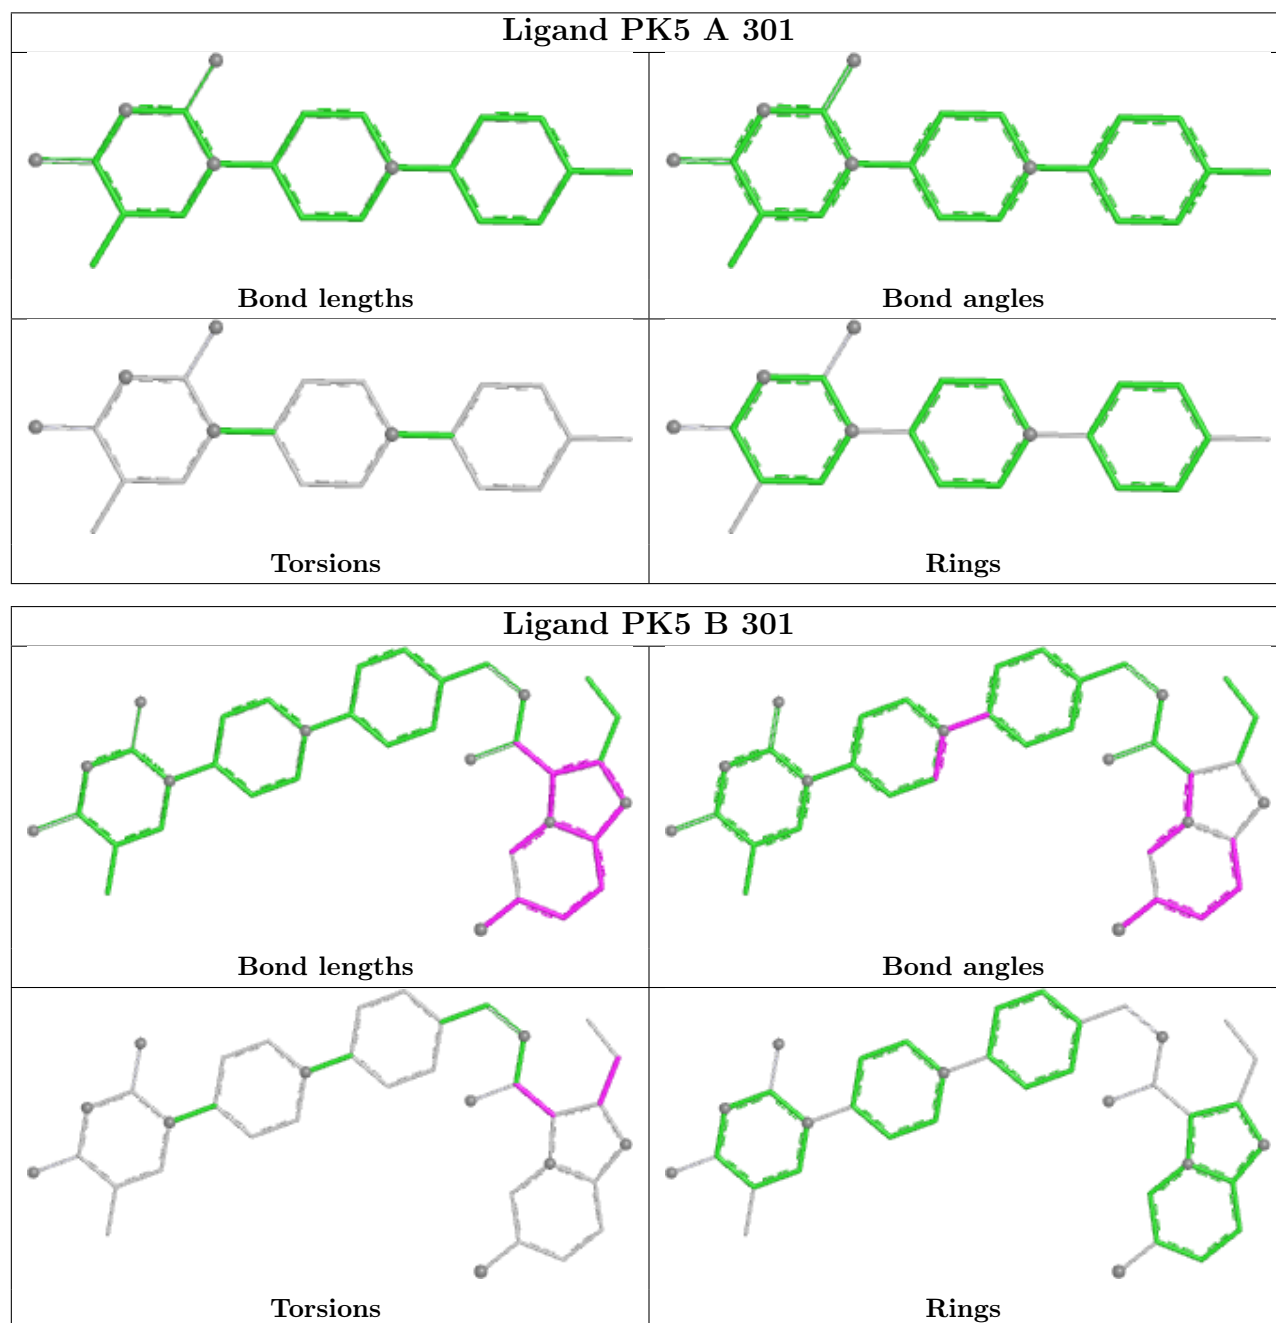 Ligand PK5 A 301
Bond lengths
Bond angles
Torsions
Rings
Ligand PK5 B 301
Bond lengths
Bond angles
Torsions
Rings